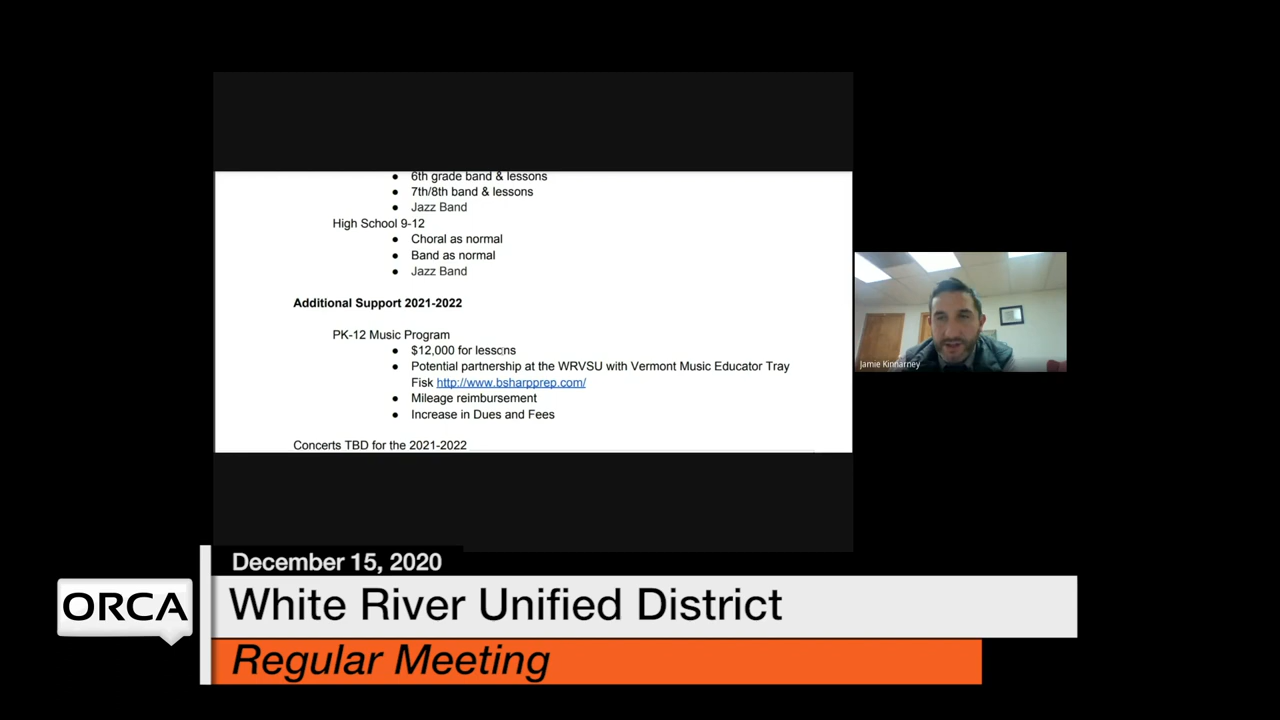 6th grade band & lessons
7th/8th band & lessons
Jazz Band
High School 9-12
Choral as normal
Band as normal
Jazz Band
Additional Support 2021-2022
PK-12 Music Program
$12,000 for lessons
Potential partnership at the WRVSU with Vermont Music Educator Tray
Fisk http://www.bsharpprep.com/
Mileage reimbursement
Increase in Dues and Fees
Concerts TBD for the 2021-2022
Jamie Kinnarney
December 15, 2020
ORCA
White River Unified District
Regular Meeting